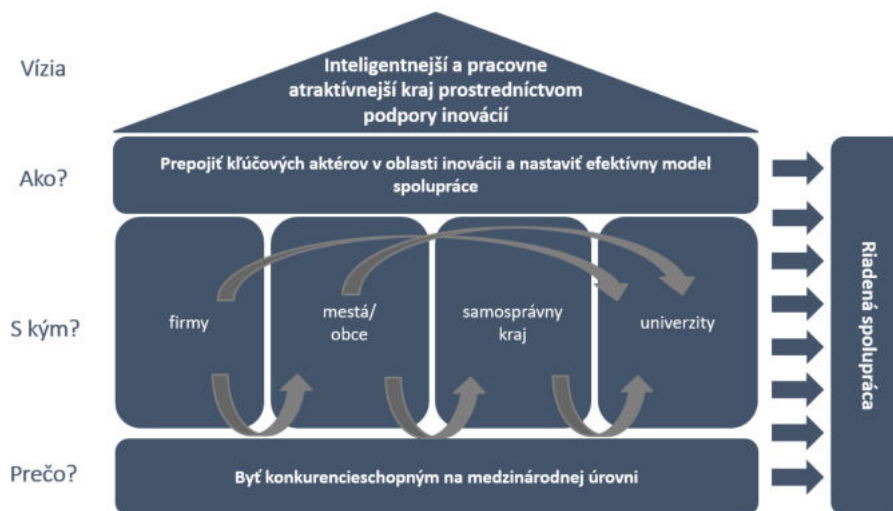 Vízia
Inteligentnejší a pracovne
atraktívnejší kraj prostredníctvom
podpory inovácií
Ako?
Prepojiť kľúčových aktérov v oblasti inovácii a nastaviť efektívny model
spolupráce
S kým?
firmy
mestá/
obce
samosprávny
kraj
univerzity
Prečo?
Byť konkurencieschopným na medzinárodnej úrovni
Riadená spolupráca